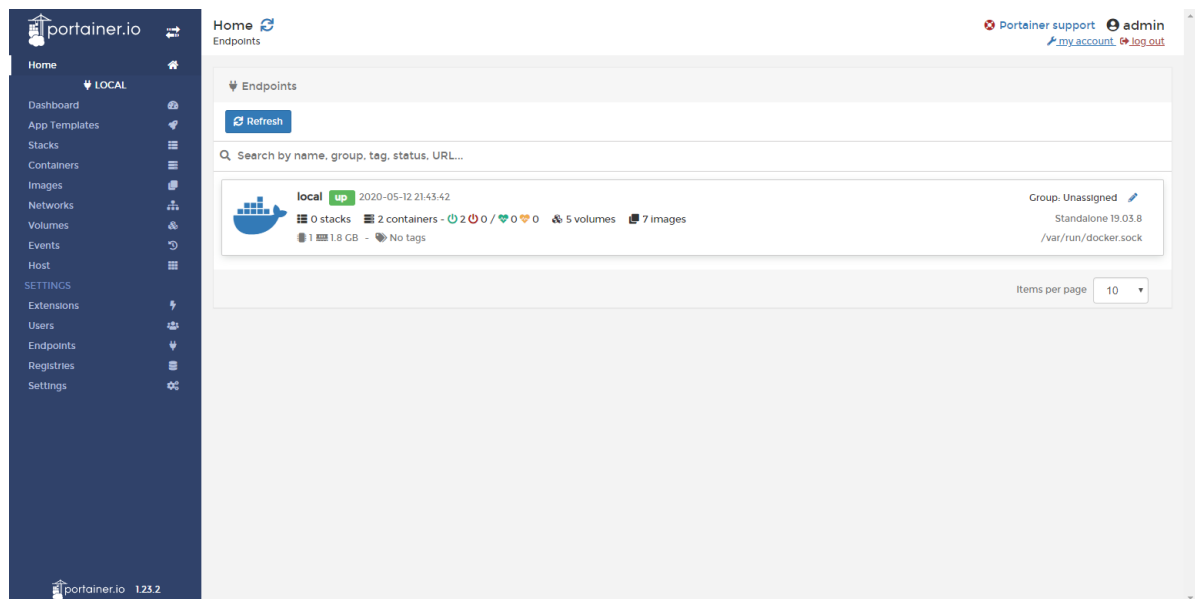 portainer.io
Home
LOCAL
Dashboard
App Templates
Stacks
Containers
Images
Networks
Volumes
Events
Host
SETTINGS
Extensions
Users
Endpoints
Registries
Settings
portainer.io 1.23.2
Home
Portainer support admin
Endpoints
my account log out
Endpoints
Refresh
Search by name, group, tag, status, URL...
local up 2020-05-12 21:43:42
Group: Unassigned
0 stacks 2 containers - 2 0 / 0 0 5 volumes 7 images
Standalone 19.03.8
1 1.8 GB - No tags
/var/run/docker.sock
Items per page 10